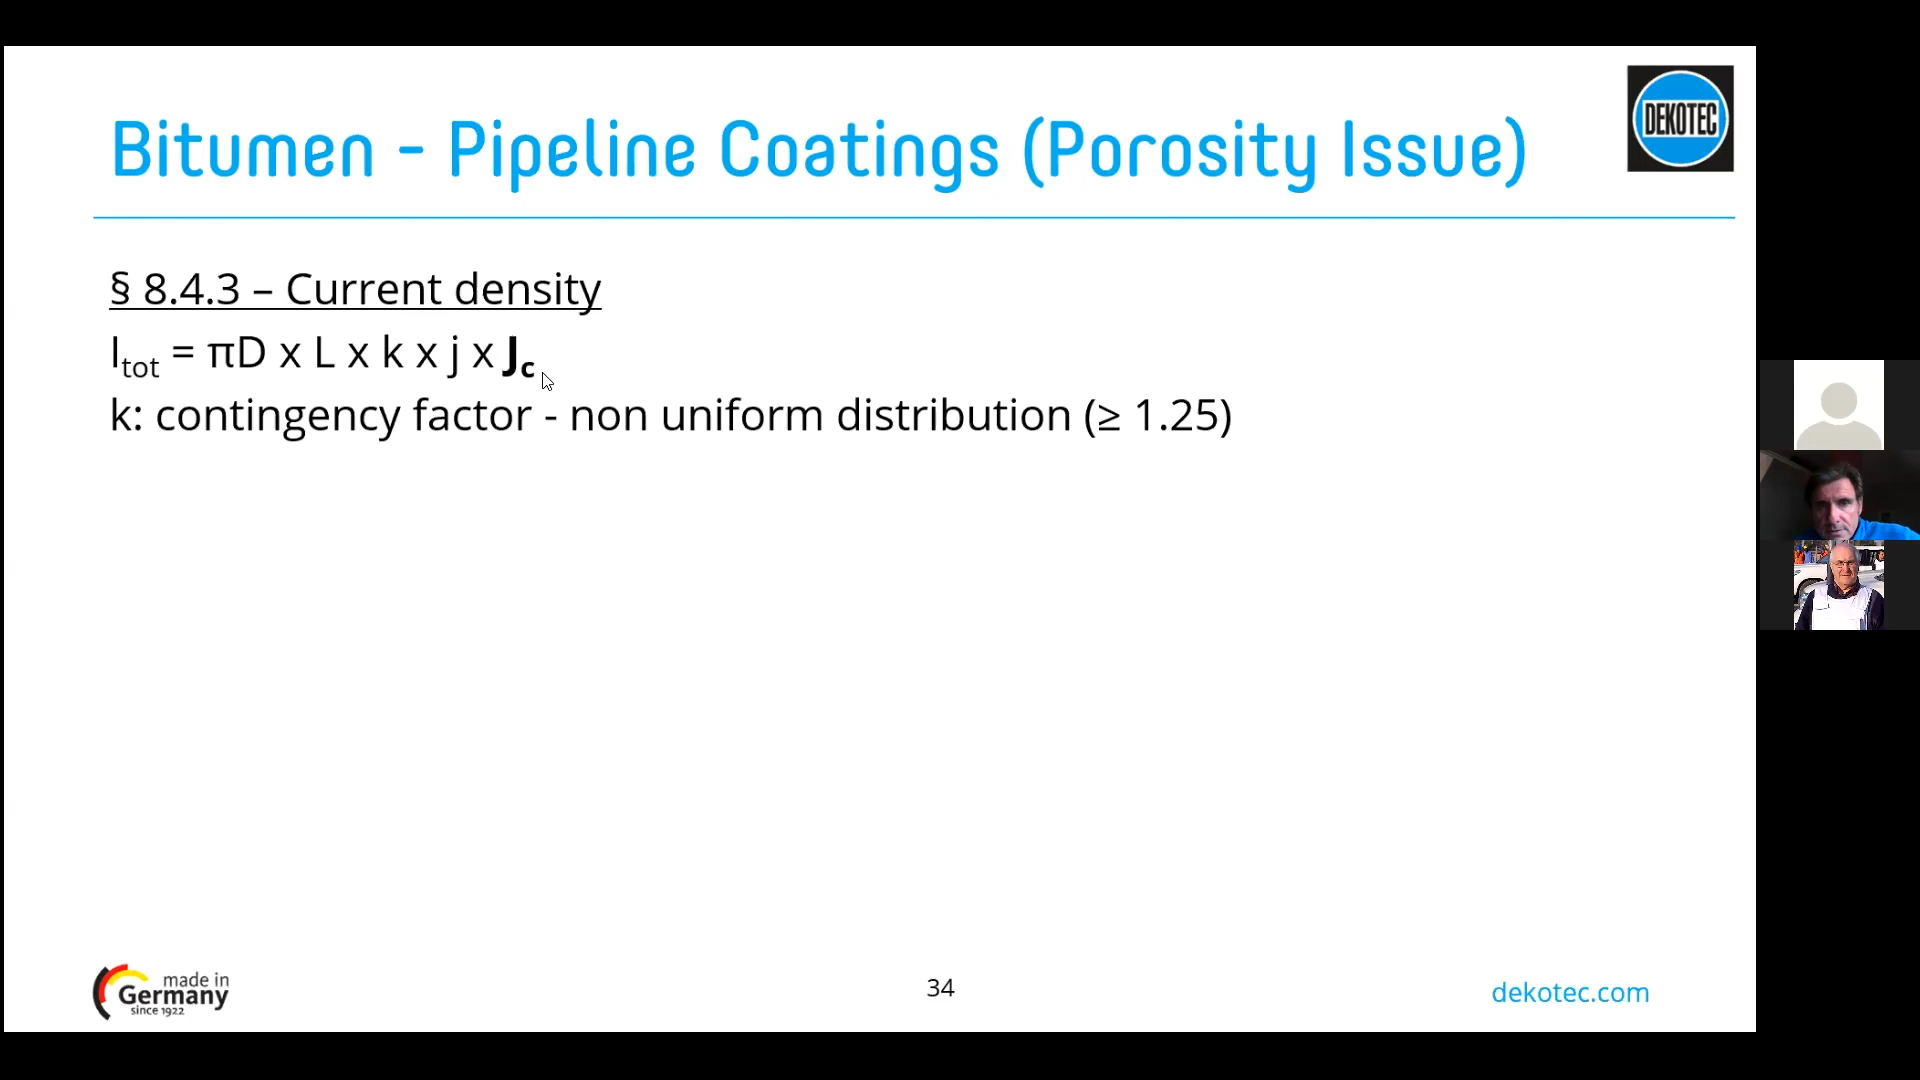 Bitumen - Pipeline Coatings (Porosity Issue)
DEKOTEC
§ 8.4.3 – Current density
Itot = πD x L x k x j x Jc
k: contingency factor - non uniform distribution (≥ 1.25)
made in
Germany
since 1922
34
dekotec.com